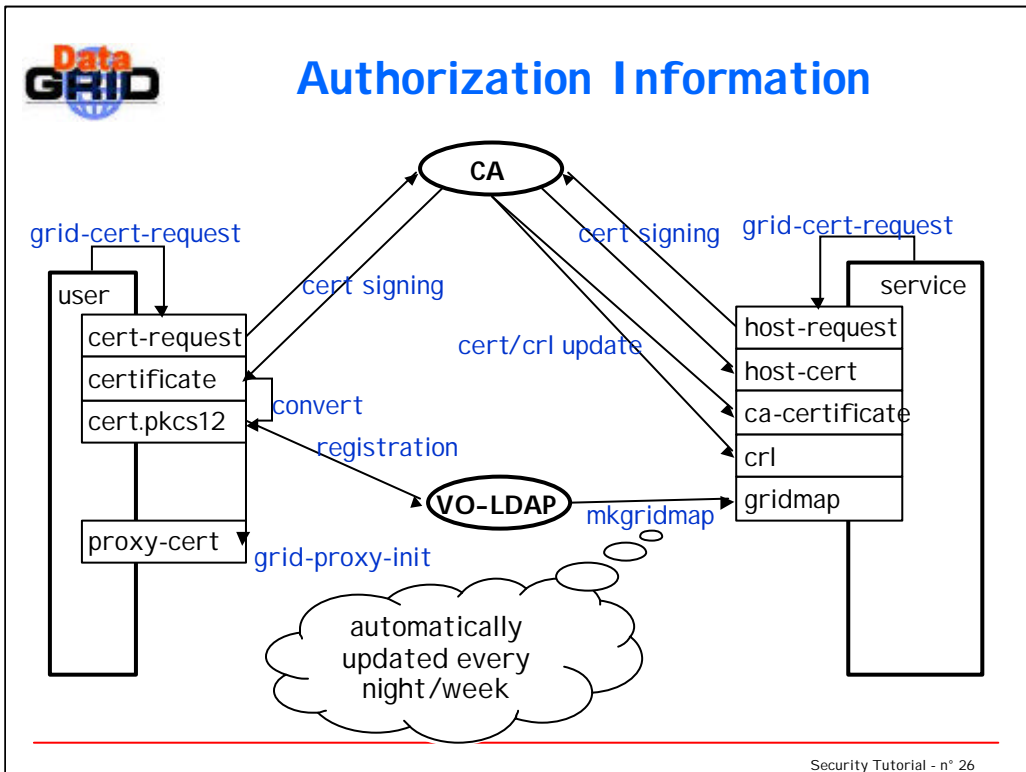 Data
GRID
Authorization Information
CA
grid-cert-request
cert signing
grid-cert-request
user
cert signing
service
cert-request
host-request
cert/crl update
certificate
host-cert
convert
ca-certificate
cert.pkcs12
registration
crl
VO-LDAP
mkgridmap
gridmap
proxy-cert
grid-proxy-init
automatically
updated every
night/week
Security Tutorial - n° 26